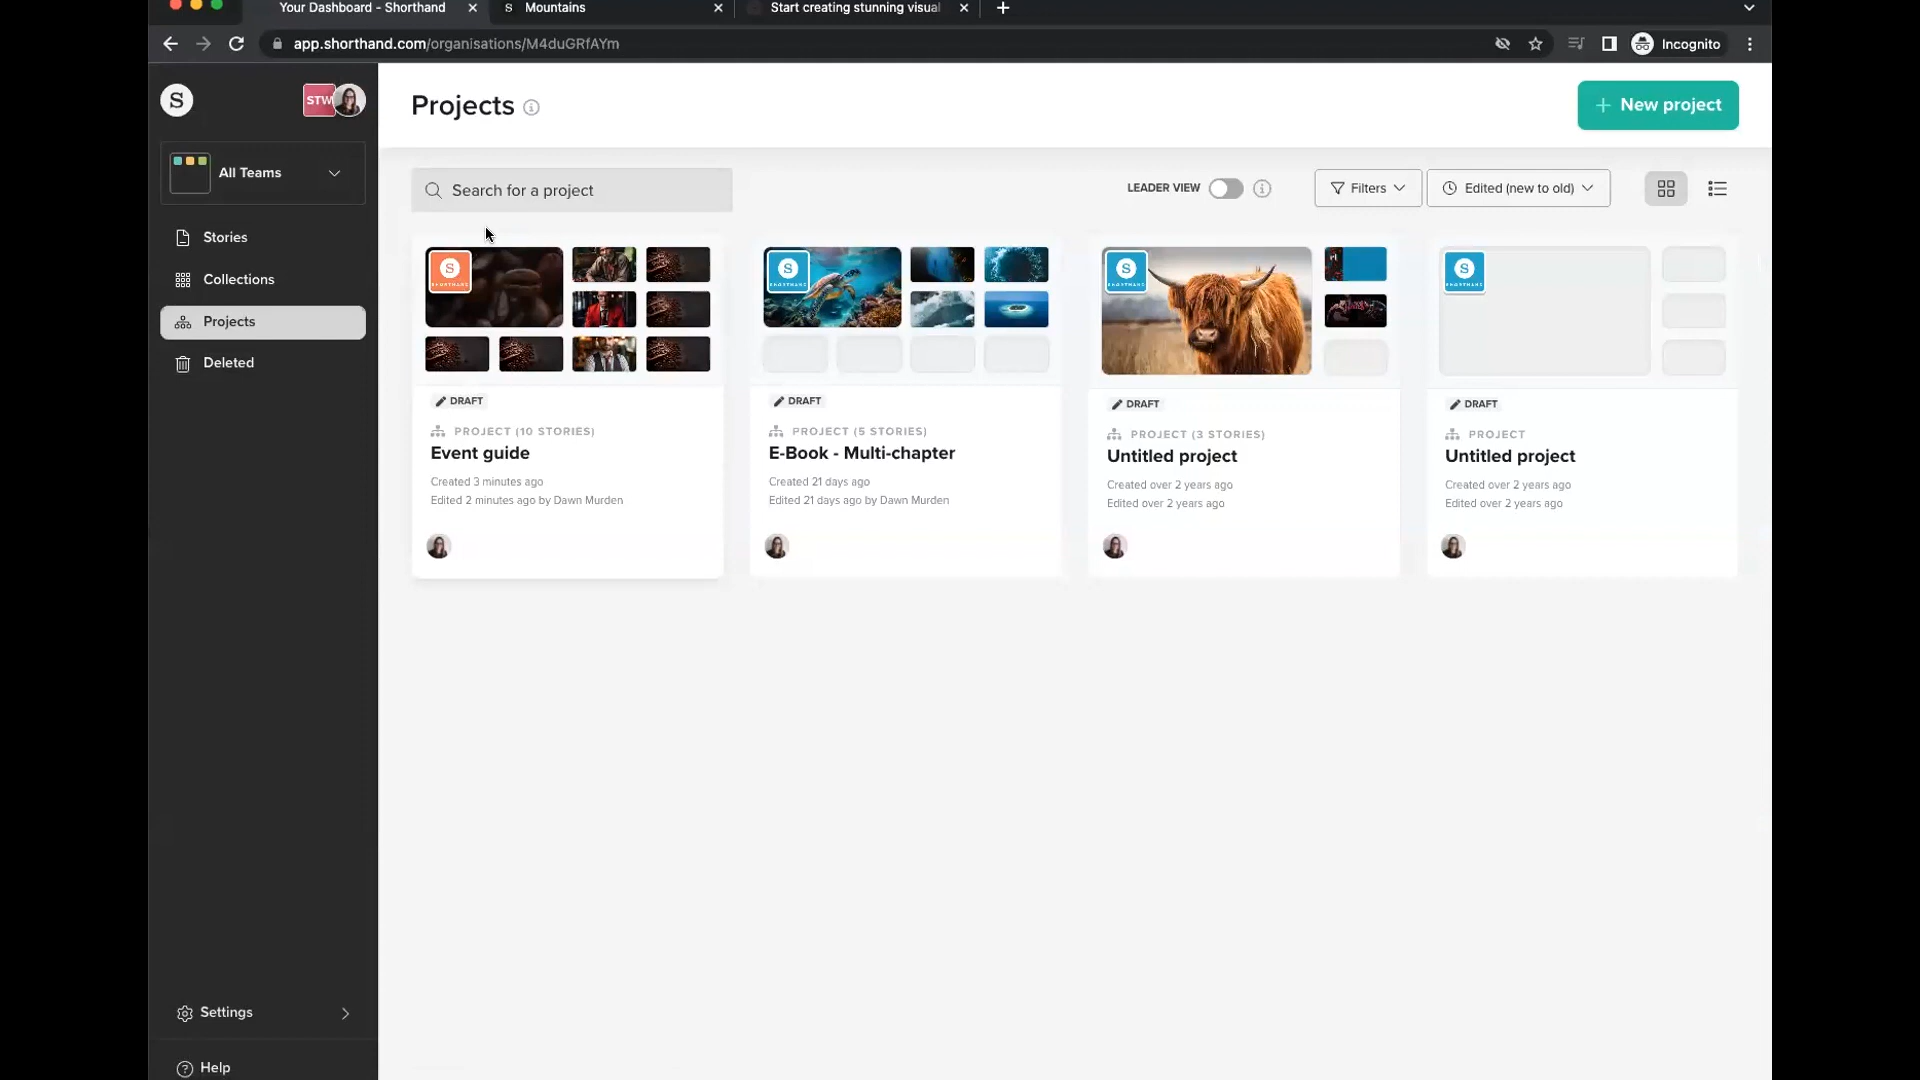 Your Dashboard - Shorthand
S Mountains
Start creating stunning visual
app.shorthand.com/organisations/M4duGRfAYm
Incognito
S
STW
Projects
+ New project
All Teams
Search for a project
LEADER VIEW
Filters
Edited (new to old)
Stories
Collections
Projects
Deleted
S
SHORTHAND
S
SHORTHAND
S
SHORTHAND
S
SHORTHAND
DRAFT
PROJECT (10 STORIES)
Event guide
Created 3 minutes ago
Edited 2 minutes ago by Dawn Murden
DRAFT
PROJECT (5 STORIES)
E-Book - Multi-chapter
Created 21 days ago
Edited 21 days ago by Dawn Murden
DRAFT
PROJECT (3 STORIES)
Untitled project
Created over 2 years ago
Edited over 2 years ago
DRAFT
PROJECT
Untitled project
Created over 2 years ago
Edited over 2 years ago
Settings
Help